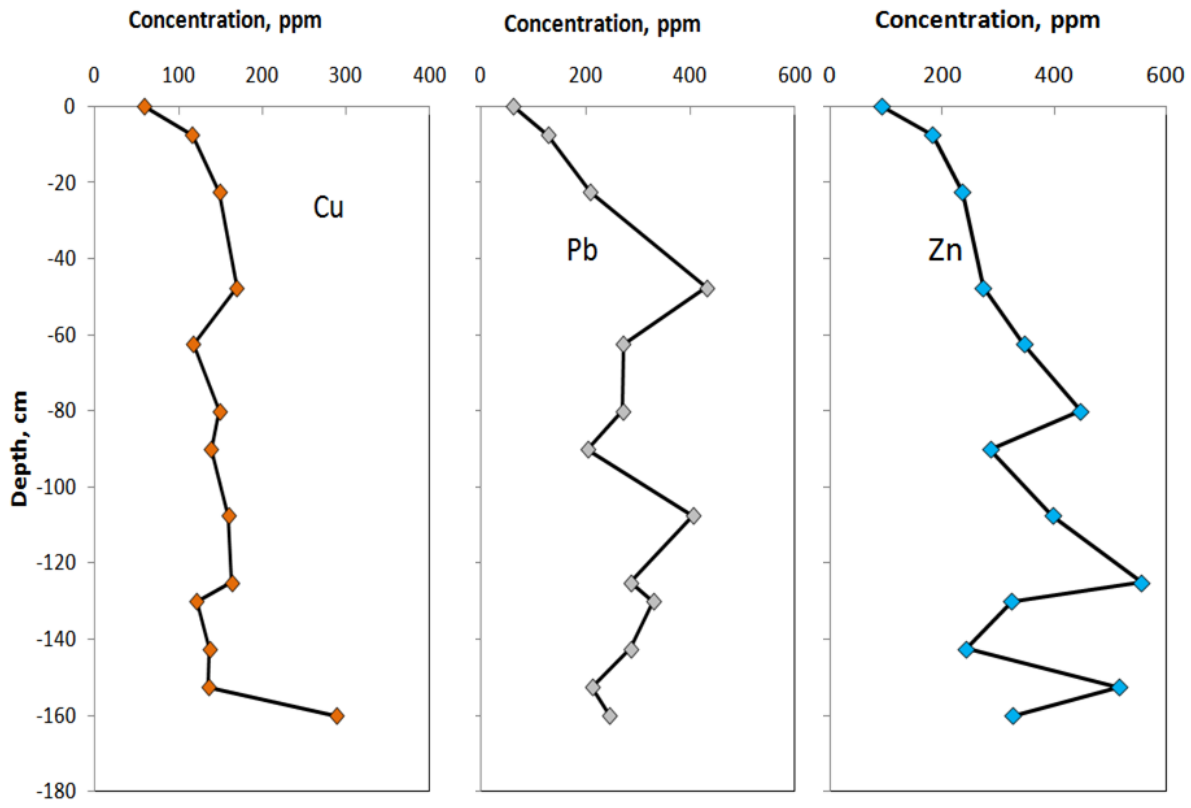 Concentration, ppm
Concentration, ppm
Concentration, ppm
0 100 200 300 400
0 200 400 600
0 200 400 600
0
-20
-40
-60
-80
-100
-120
-140
-160
-180
Depth, cm
Cu
Pb
Zn